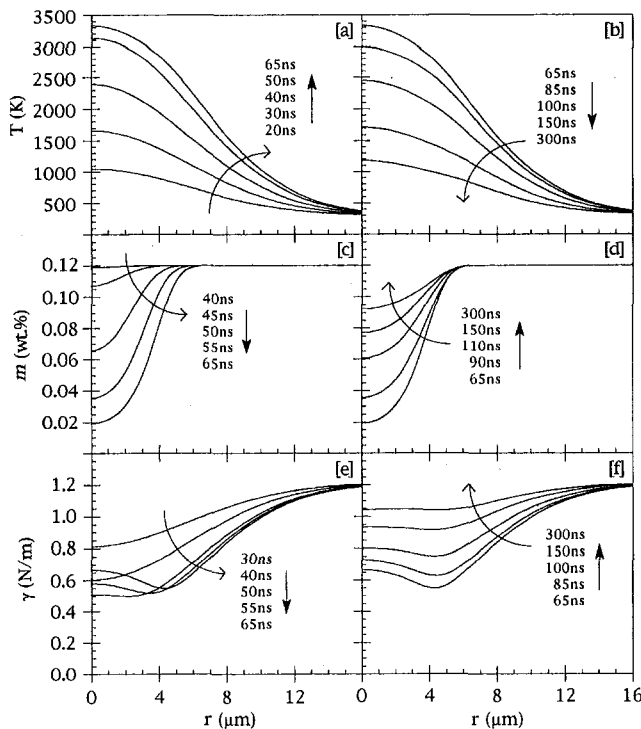 3500
3000
2500
2000
1500
1000
500
T (K)
[a]
65ns
50ns
40ns
30ns
20ns
[b]
65ns
85ns
100ns
150ns
300ns
0.12
0.10
0.08
0.06
0.04
0.02
m (wt.%)
[c]
40ns
45ns
50ns
55ns
65ns
[d]
300ns
150ns
110ns
90ns
65ns
1.2
1.0
0.8
0.6
0.4
0.2
0.0
γ (N/m)
[e]
30ns
40ns
50ns
55ns
65ns
[f]
300ns
150ns
100ns
85ns
65ns
0 4 8 12 0 4 8 12 16
r (μm) r (μm)